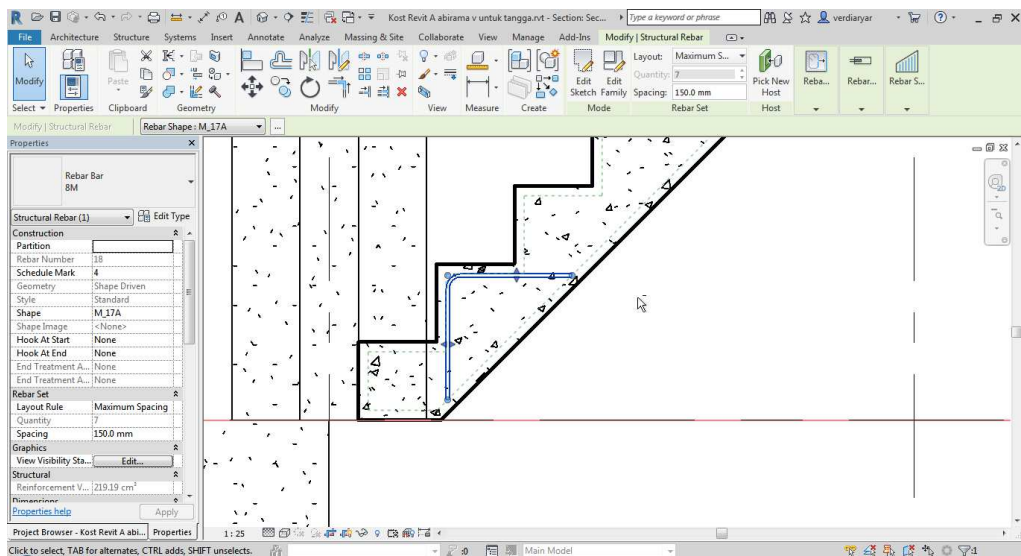 Kost Revit A abirama v untuk tangga.rvt - Section: Sec...
Type a keyword or phrase
verdiaryar
File Architecture Structure Systems Insert Annotate Analyze Massing & Site Collaborate View Manage Add-Ins Modify | Structural Rebar
Modify
Properties
Paste
Edit Sketch
Edit Family
Layout: Maximum S...
Quantity: 7
Spacing: 150.0 mm
Pick New Host
Reba...
Rebar...
Rebar S...
Select Properties Clipboard Geometry Modify View Measure Create Mode Rebar Set Host
Modify | Structural Rebar
Rebar Shape : M_17A
...
Properties
Rebar Bar
8M
Structural Rebar (1)
Edit Type
Construction
Partition
Rebar Number 18
Schedule Mark 4
Geometry Shape Driven
Style Standard
Shape M_17A
Shape Image <None>
Hook At Start None
Hook At End None
End Treatment A... None
End Treatment A... None
Rebar Set
Layout Rule Maximum Spacing
Quantity 7
Spacing 150.0 mm
Graphics
View Visibility Sta... Edit...
Structural
Reinforcement V... 219.19 cm³
Dimensions
Properties help
Apply
Project Browser - Kost Revit A abi...
Properties
1 : 25
Click to select, TAB for alternates, CTRL adds, SHIFT unselects.
:0
Main Model
:1
2D